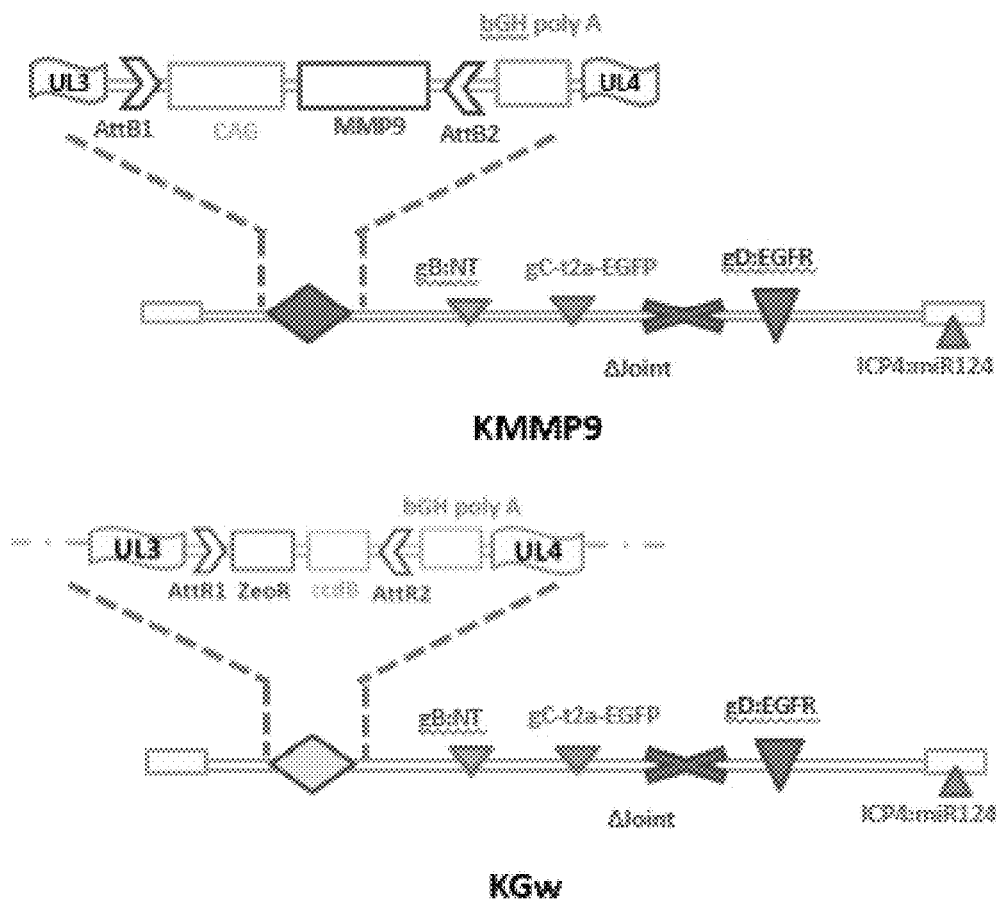 bGH poly A
UL3
UL4
AttB1
CAG
MMP9
AttB2
gB:NT
gC-t2a-EGFP
gD:EGFR
ΔJoint
ICP4:miR124
KMMP9
bGH poly A
UL3
UL4
AttR1
ZeoR
ccdB
AttR2
gB:NT
gC-t2a-EGFP
gD:EGFR
ΔJoint
ICP4:miR124
KGw